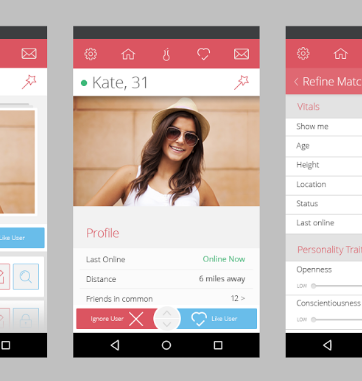 Like User
Kate, 31
Profile
Last Online Online Now
Distance 6 miles away
Friends in common 12 >
Ignore User Like User
< Refine Matc
Vitals
Show me
Age
Height
Location
Status
Last online
Personality Trai
Openness
LOW
Conscientiousness
LOW